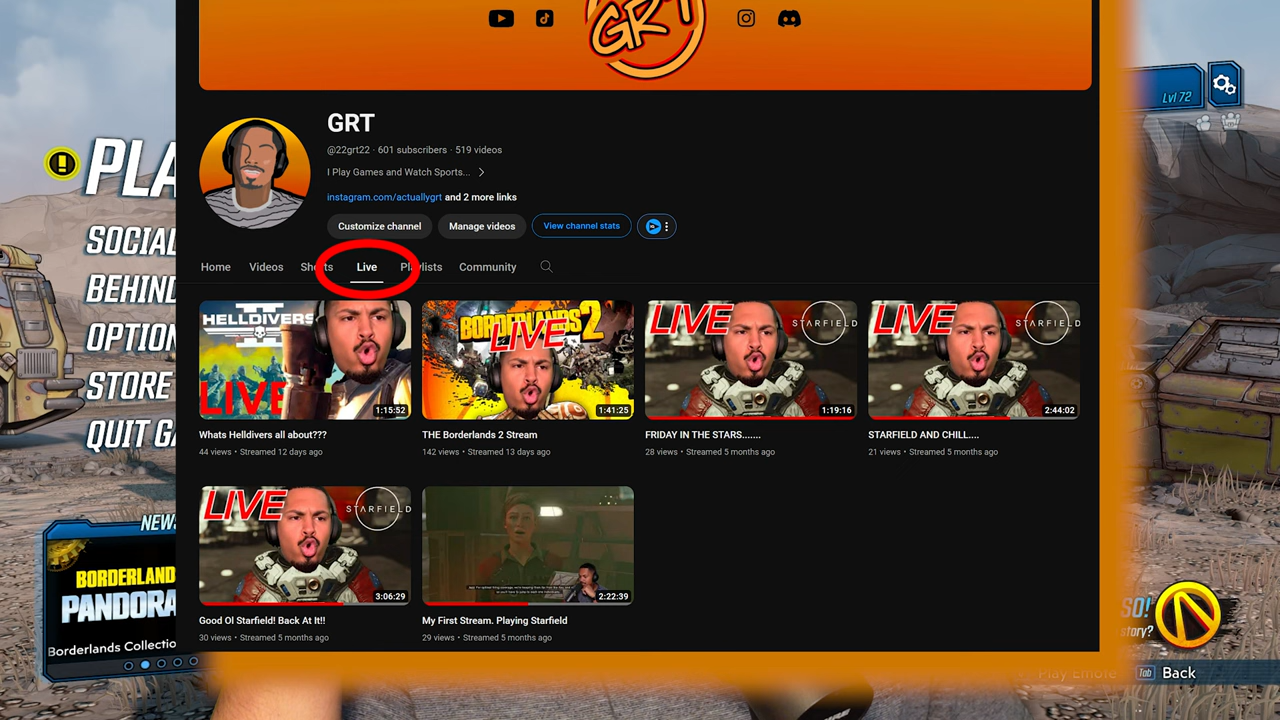 GRT
Lvl 72
GRT
@22grt22 · 601 subscribers · 519 videos
I Play Games and Watch Sports...
instagram.com/actuallygrt and 2 more links
Customize channel
Manage videos
View channel stats
Home
Videos
Shorts
Live
Playlists
Community
PLA
SOCIAL
BEHIND
OPTION
STORE
QUIT GA
HELLDIVERS II
LIVE
1:15:52
Whats Helldivers all about???
44 views • Streamed 12 days ago
BORDERLANDS 2
LIVE
1:41:25
THE Borderlands 2 Stream
142 views • Streamed 13 days ago
LIVE
STARFIELD
1:19:16
FRIDAY IN THE STARS.......
28 views • Streamed 5 months ago
LIVE
STARFIELD
2:44:02
STARFIELD AND CHILL....
21 views • Streamed 5 months ago
LIVE
STARFIELD
3:06:29
Good Ol Starfield! Back At It!!
30 views • Streamed 5 months ago
2:22:39
My First Stream. Playing Starfield
29 views • Streamed 5 months ago
NEWS
BORDERLAND
PANDORA
Borderlands Collectio
SO!
story?
Play Emote
Tab Back